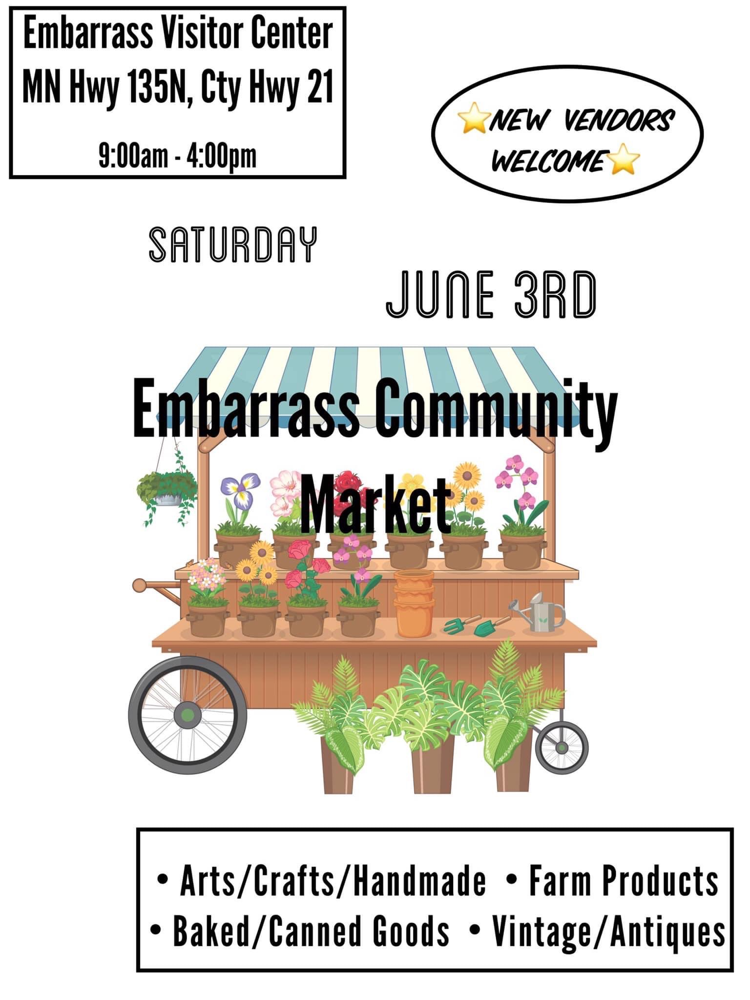 Embarrass Visitor Center
MN Hwy 135N, Cty Hwy 21
9:00am - 4:00pm
⭐NEW VENDORS
WELCOME⭐
SATURDAY
JUNE 3RD
Embarrass Community
Market
• Arts/Crafts/Handmade • Farm Products
• Baked/Canned Goods • Vintage/Antiques